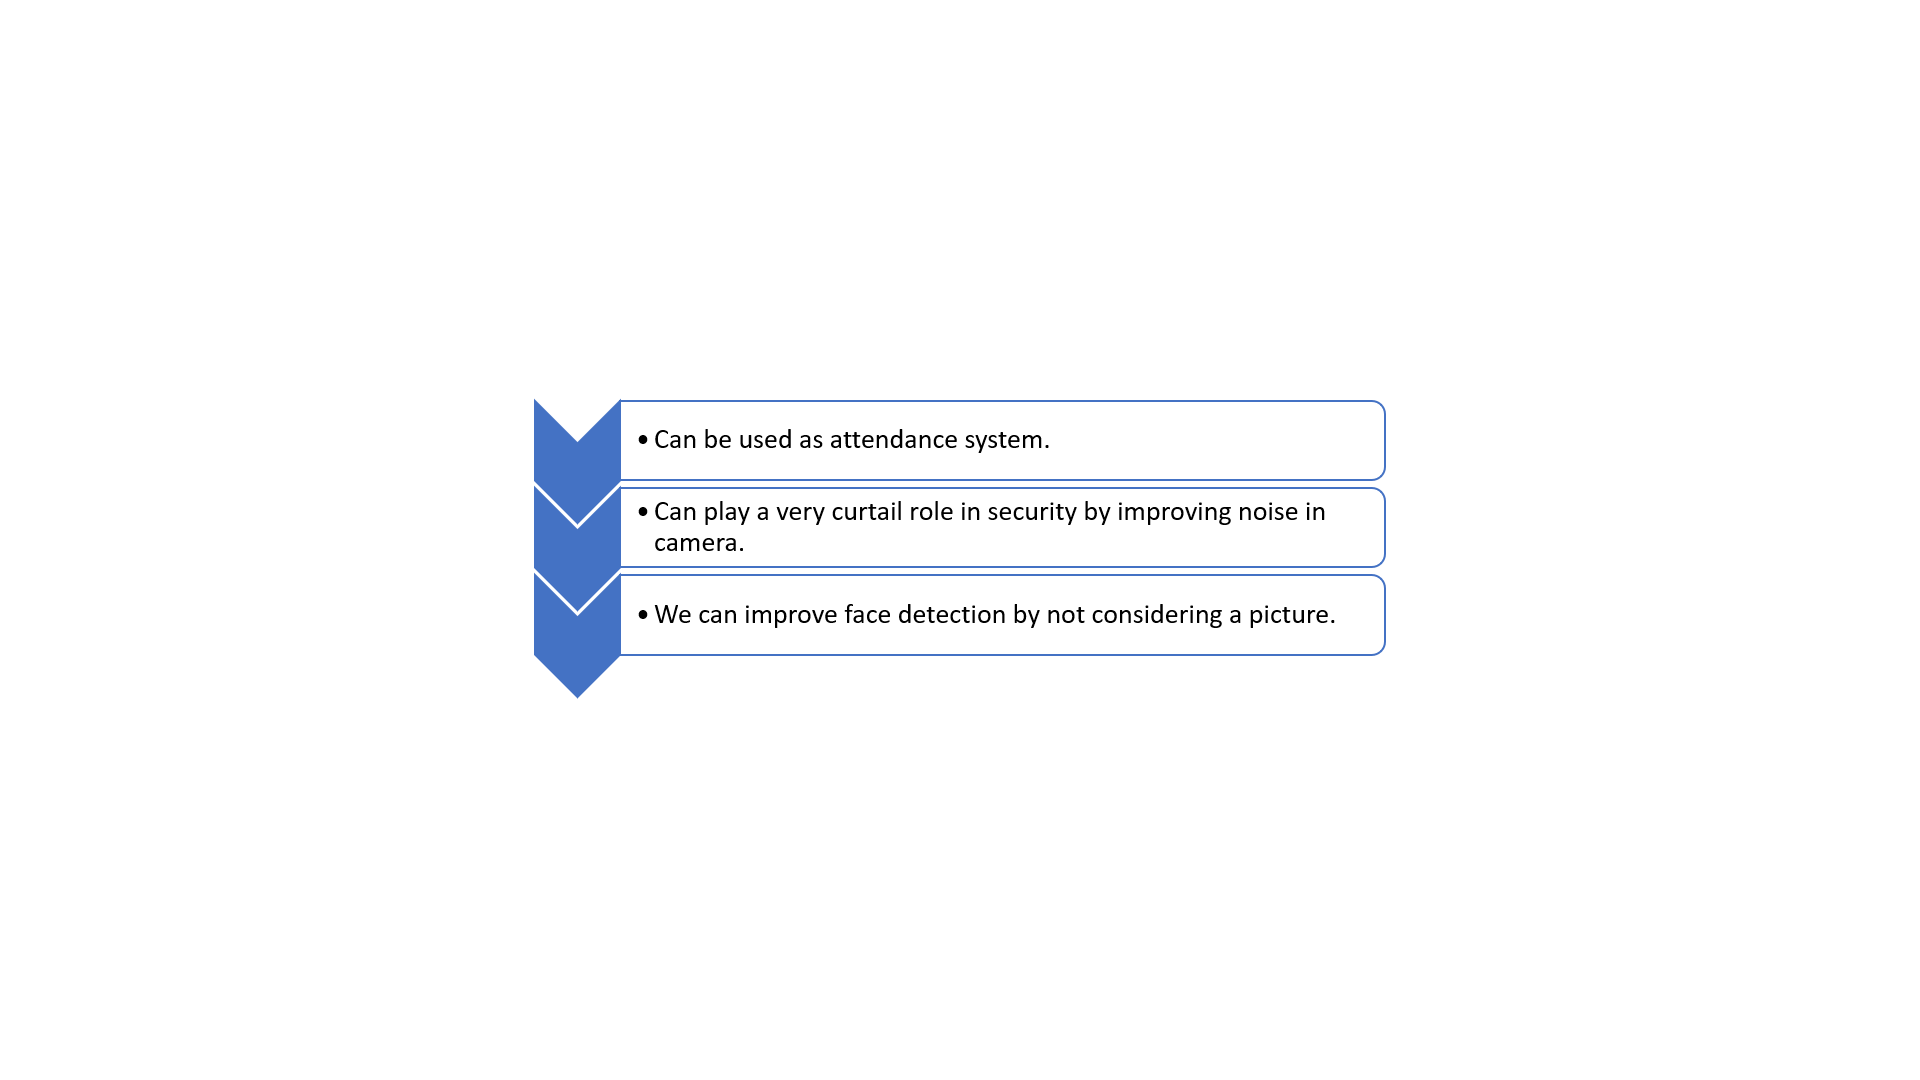 • Can be used as attendance system.
• Can play a very curtail role in security by improving noise in
camera.
• We can improve face detection by not considering a picture.